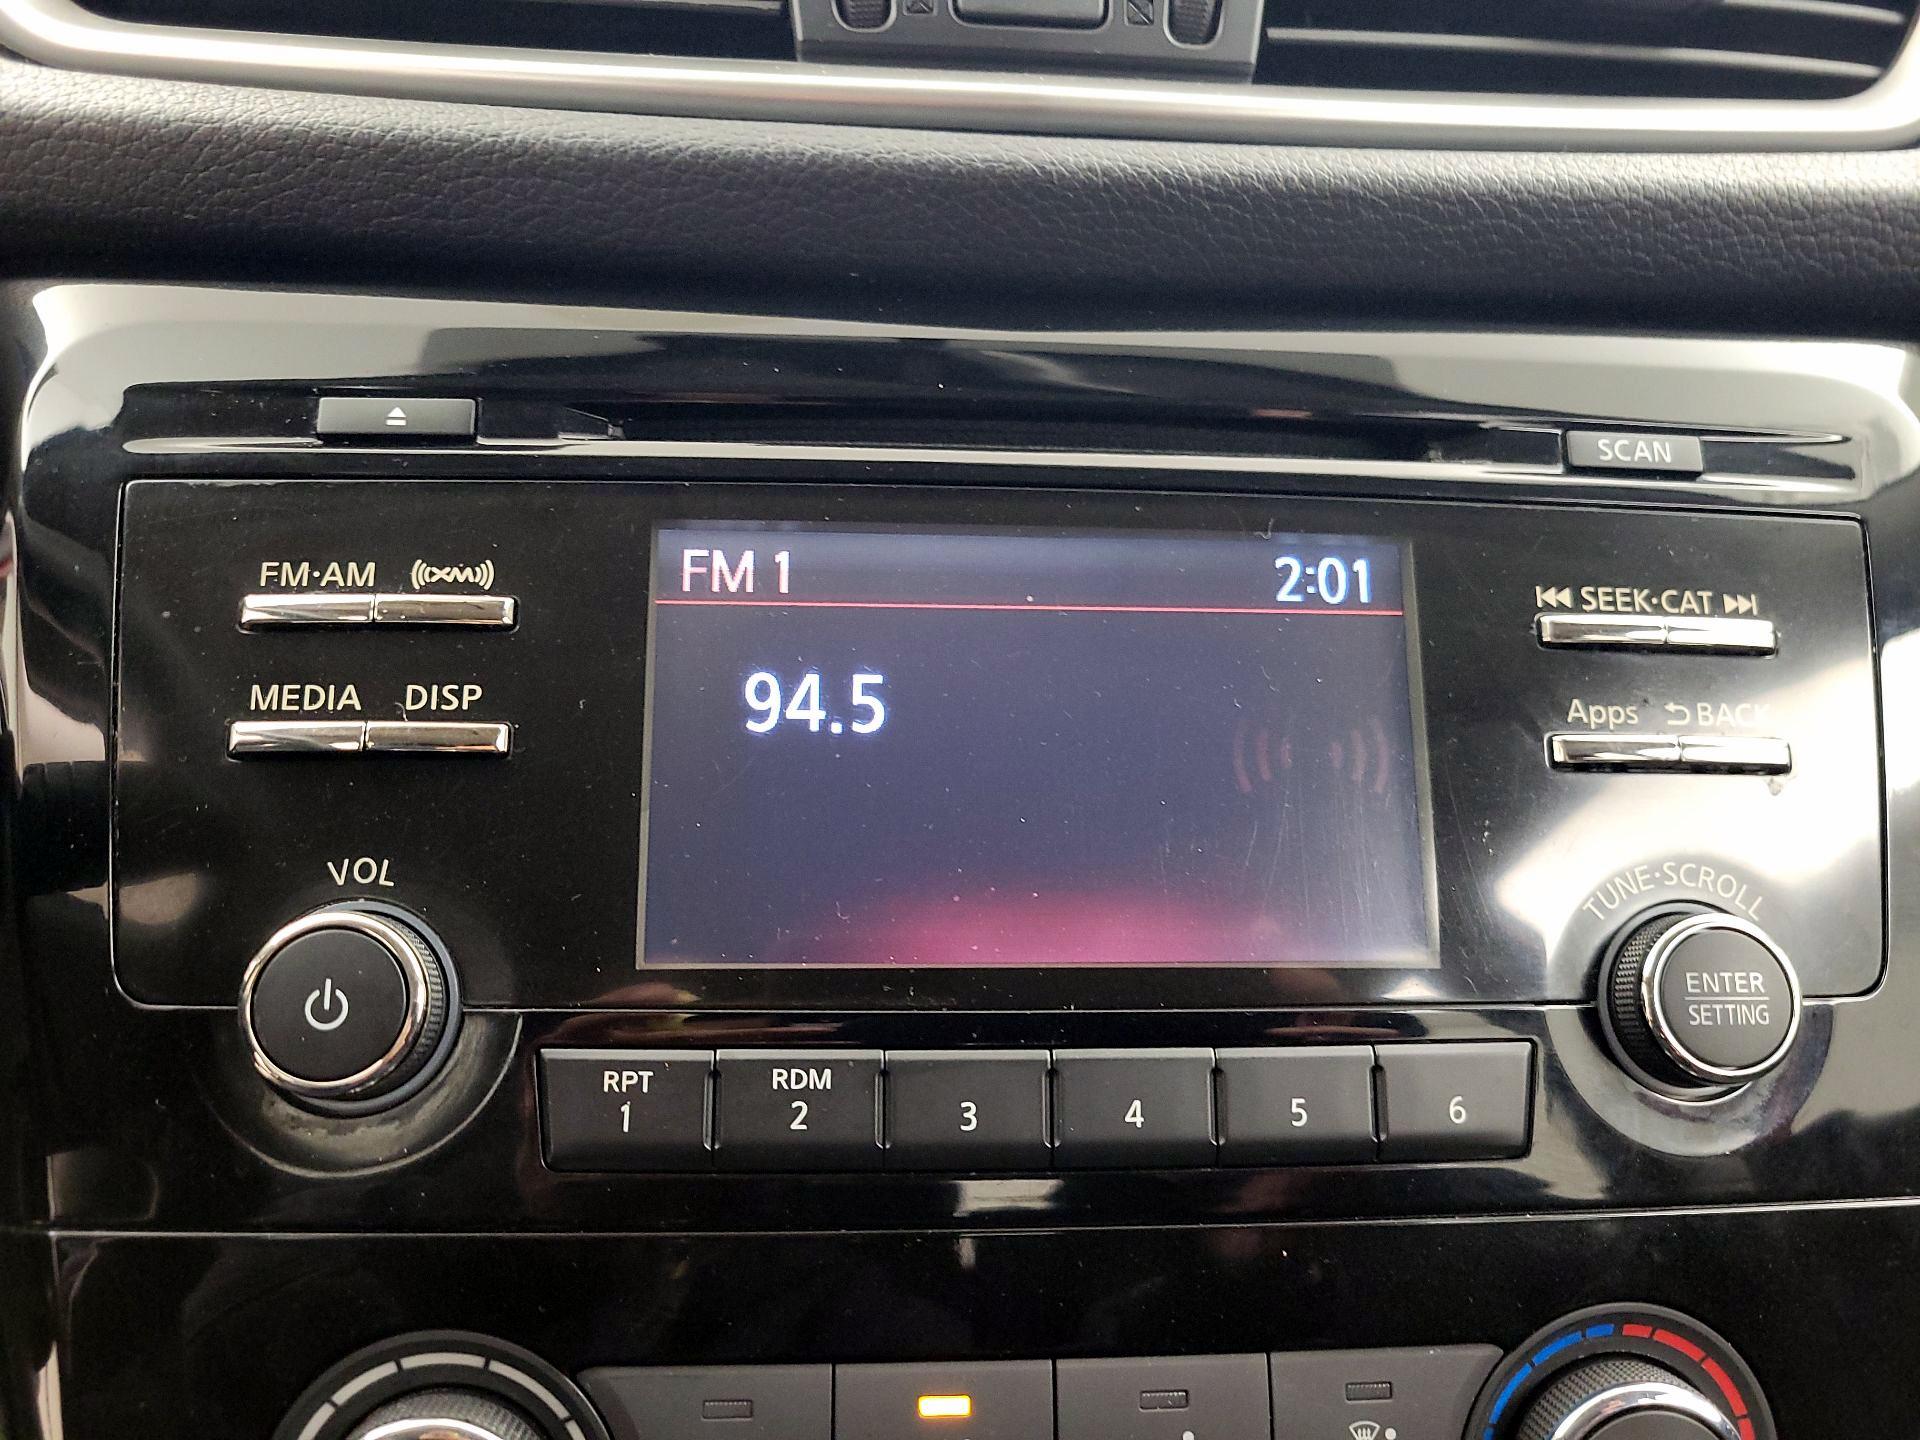 SCAN
FM·AM XM
FM 1 2:01
SEEK·CAT
94.5
MEDIA DISP
Apps BACK
VOL
TUNE·SCROLL
ENTER
SETTING
RPT
1
RDM
2
3
4
5
6